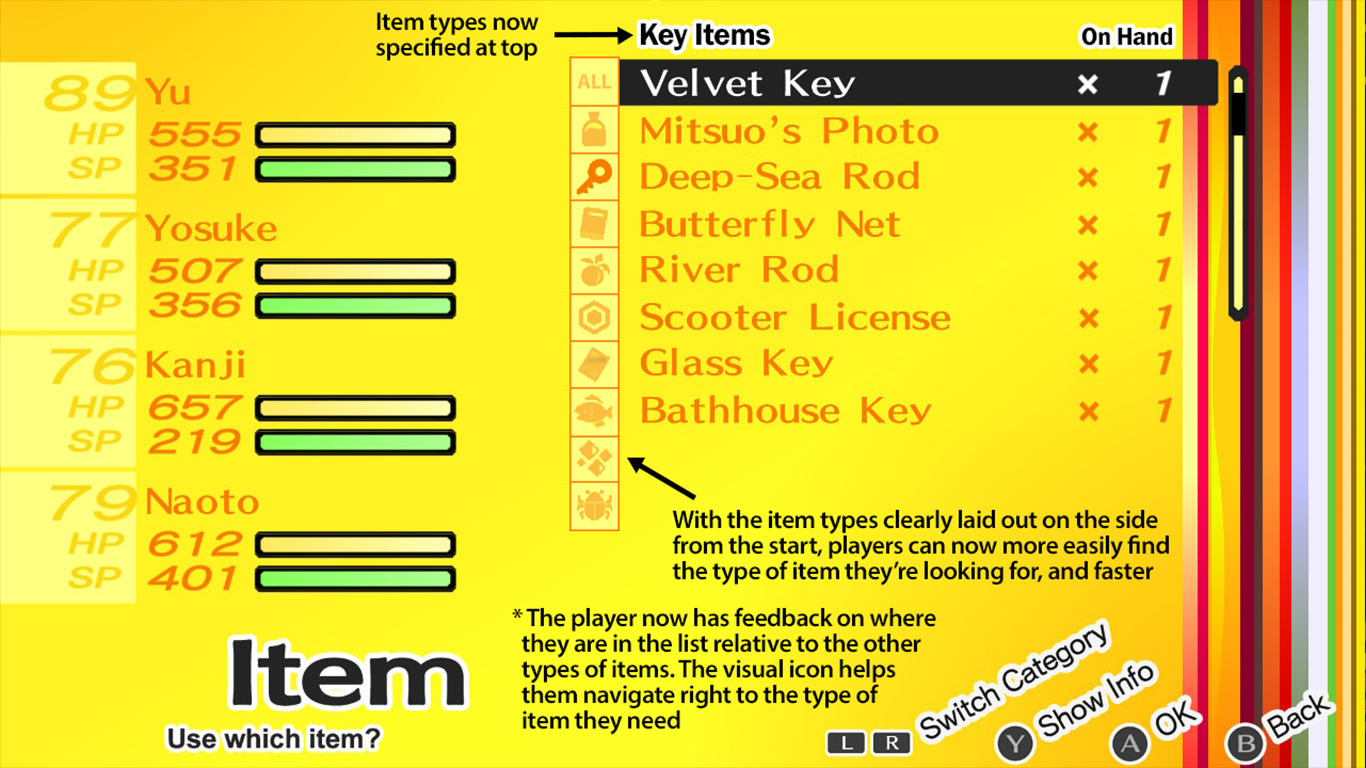 Item types now
specified at top
Key Items
On Hand
89 Yu
HP 555
SP 351
77 Yosuke
HP 507
SP 356
76 Kanji
HP 657
SP 219
79 Naoto
HP 612
SP 401
ALL
Velvet Key × 1
Mitsuo's Photo × 1
Deep-Sea Rod × 1
Butterfly Net × 1
River Rod × 1
Scooter License × 1
Glass Key × 1
Bathhouse Key × 1
With the item types clearly laid out on the side
from the start, players can now more easily find
the type of item they're looking for, and faster
* The player now has feedback on where
they are in the list relative to the other
types of items. The visual icon helps
them navigate right to the type of
item they need
Item
Use which item?
L R Switch Category
Y Show Info
A OK
B Back